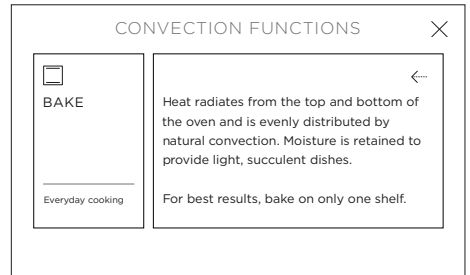 CONVECTION FUNCTIONS
BAKE
Everyday cooking
Heat radiates from the top and bottom of
the oven and is evenly distributed by
natural convection. Moisture is retained to
provide light, succulent dishes.
For best results, bake on only one shelf.